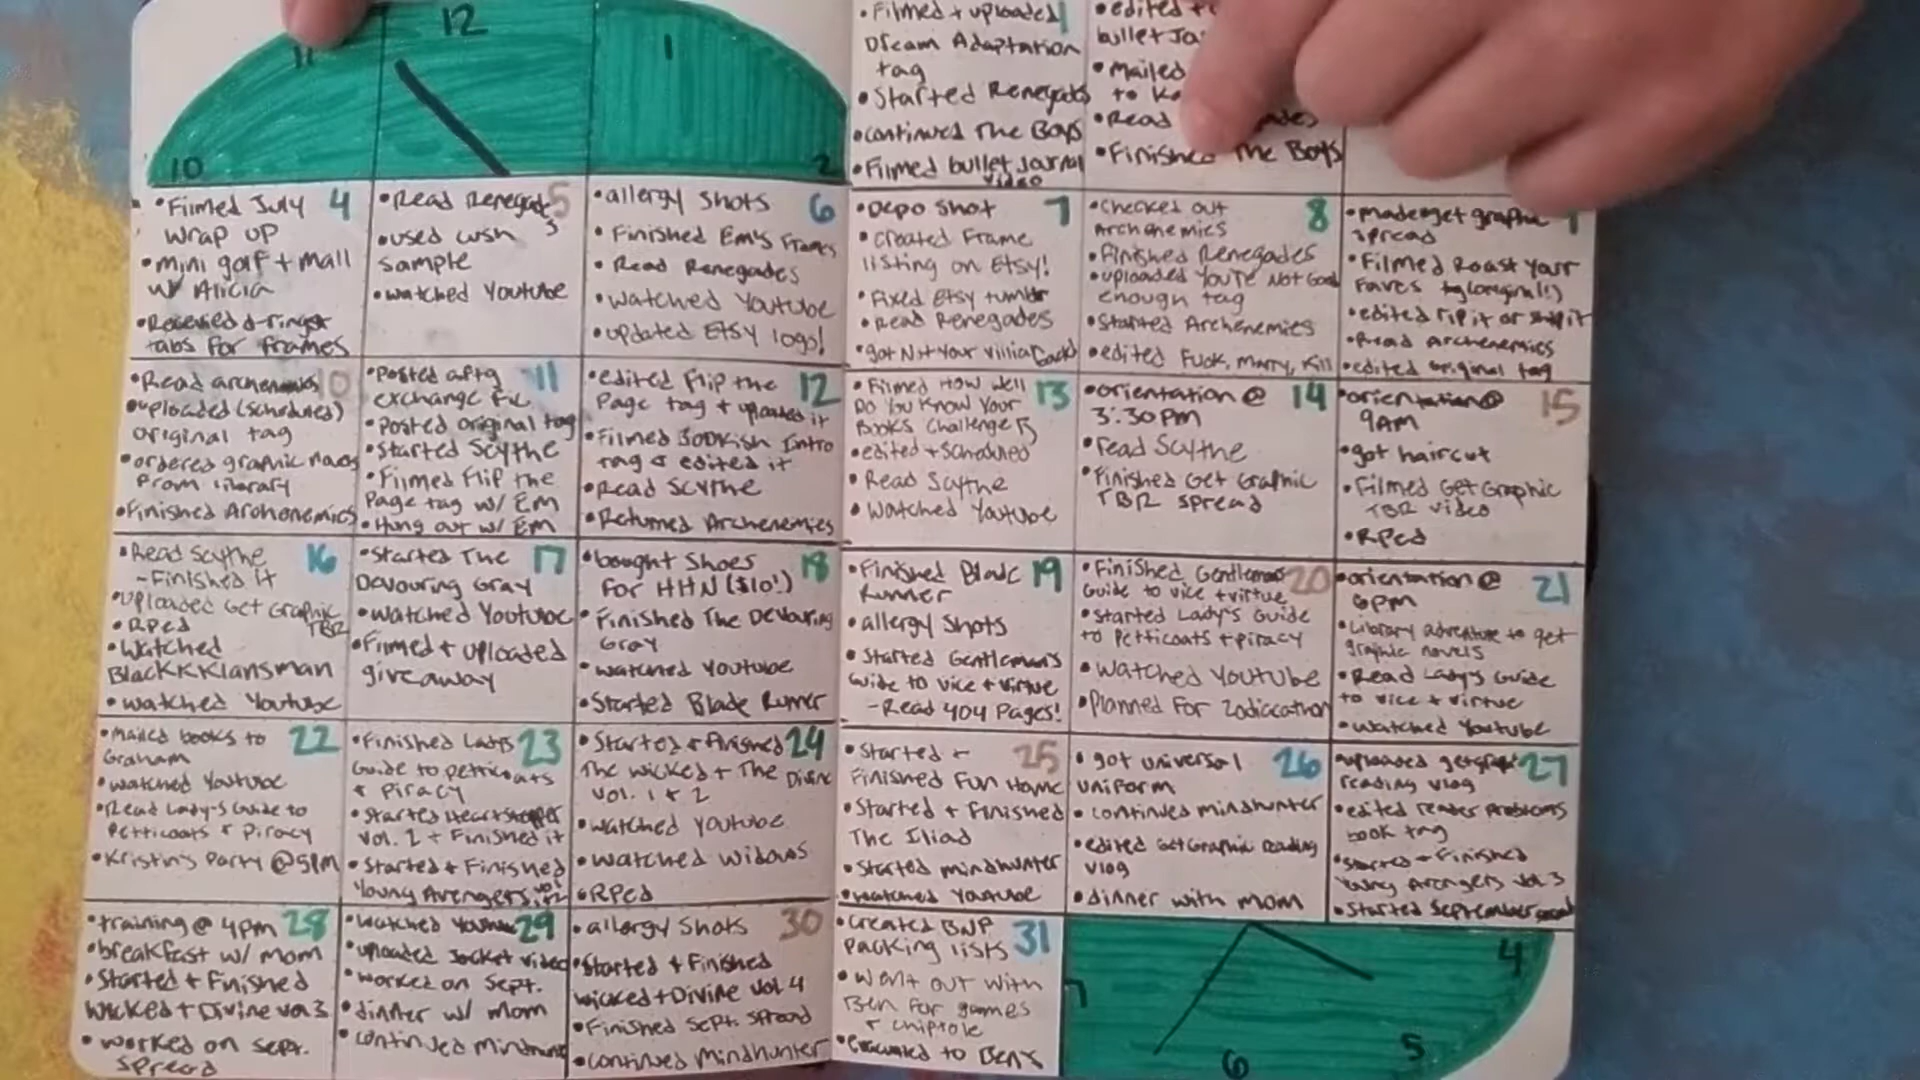 11
12
1
10
2
• Filmed + uploaded 1
Dream Adaptation
tag
• Started Renegades
• continued The Boys
• Filmed bullet journal
video
• edited +
bullet Jo
• Mailed
to K
• Read
• Finished The Boys
• Filmed July 4
wrap up
• mini golf + mall
w/ Alicia
• Received d-ringst
tabs for frames
• Read Renegades 5
• used wsh
sample
• watched Youtube
• allergy shots 6
• Finished Em's Frames
• Read Renegades
• watched Youtube
• updated Etsy logo!
• Depo Shot 7
• Created Frame
listing on Etsy!
• Fixed Etsy tumblr
• Read Renegades
• got Not Your Villia back!
• Checked out 8
Archenemies
• Finished Renegades
• uploaded You're Not Good
enough tag
• Started Archenemies
• edited Fuck, Marry, Kill
• made get graphic
spread
• Filmed Roast Your
Faves tag (original!)
• edited rip it or ship it
• Read Archenemies
• edited original tag
• Read archenemies 10
• uploaded (scheduled)
original tag
• ordered graphic novels
from library
• Finished Archenemies
• Posted aftg 11
exchange fic
• Posted original tag
• Started Scythe
• Filmed Flip the
Page tag w/ Em
• Hung out w/ Em
• edited Flip the 12
Page tag + uploaded it
• Filmed Bookish Intro
tag & edited it
• Read Scythe
• Returned Archenemies
• Filmed How Well 13
Do You Know Your
Books Challenge
• edited + Scheduled
• Read Scythe
• Watched Youtube
• orientation @ 14
3:30 PM
• read Scythe
• Finished Get Graphic
TBR spread
• orientation @ 15
9AM
• got haircut
• Filmed Get Graphic
TBR video
• RPed
• Read Scythe 16
- Finished it
• Uploaded Get Graphic
TBR
• RPed
• Watched
BlacKKKlansman
• watched Youtube
• Started The 17
Devouring Gray
• watched Youtube
• Filmed + uploaded
giveaway
• bought Shoes 18
for HHN ($10!)
• Finished The Devouring
Gray
• watched Youtube
• Started Blade Runner
• Finished Blade 19
Runner
• allergy shots
• Started Gentleman's
Guide to vice + virtue
- Read 404 Pages!
• Finished Gentleman's 20
Guide to vice + virtue
• Started Lady's Guide
to Petticoats + piracy
• Watched Youtube
• Planned For Zodiacathon
• orientation @ 21
6pm
• Library adventure to get
graphic novels
• Read Lady's Guide
to vice + virtue
• watched Youtube
• Mailed books to 22
Graham
• watched Youtube
• Read Lady's Guide to
Petticoats + Piracy
• Kristin's Party @ 5pm
• Finished Lady's 23
Guide to petticoats
+ Piracy
• Started Heartstopper
Vol. 2 + Finished it
• Started + Finished
Young Avengers
• Started + finished 24
The Wicked + The Divine
Vol. 1 + 2
• watched Youtube
• watched Widows
• RPed
• Started + 25
Finished Fun Home
• Started + Finished
The Iliad
• Started mindhunter
• watched Youtube
• got universal 26
uniform
• continued mindhunter
• edited Get Graphic reading
vlog
• dinner with mom
• uploaded get graphic 27
reading vlog
• edited reader problems
book tag
• Started + Finished
Young Avengers Vol 3
• Started September spread
• training @ 4pm 28
• breakfast w/ mom
• Started + Finished
Wicked + Divine Vol 3
• worked on Sept.
spread
• Watched Youtube 29
• uploaded Jacket video
• worked on Sept.
• dinner w/ mom
• continued Mindhunter
• allergy Shots 30
• Started + Finished
wicked + Divine Vol 4
• Finished Sept. Spread
• continued Mindhunter
• Created BNP 31
packing lists
• Went out with
Ben for games
+ chipotle
• Evacuated to Ben's
7
4
6
5